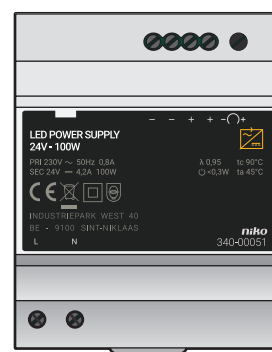 - - + + - +
LED POWER SUPPLY
24V - 100W
PRI 230V ~ 50Hz 0,8A
SEC 24V ⎓ 4,2A 100W
λ 0,95 tc 90°C
<0,3W ta 45°C
CE
INDUSTRIEPARK WEST 40
BE - 9100 SINT-NIKLAAS
niko
340-00051
L N